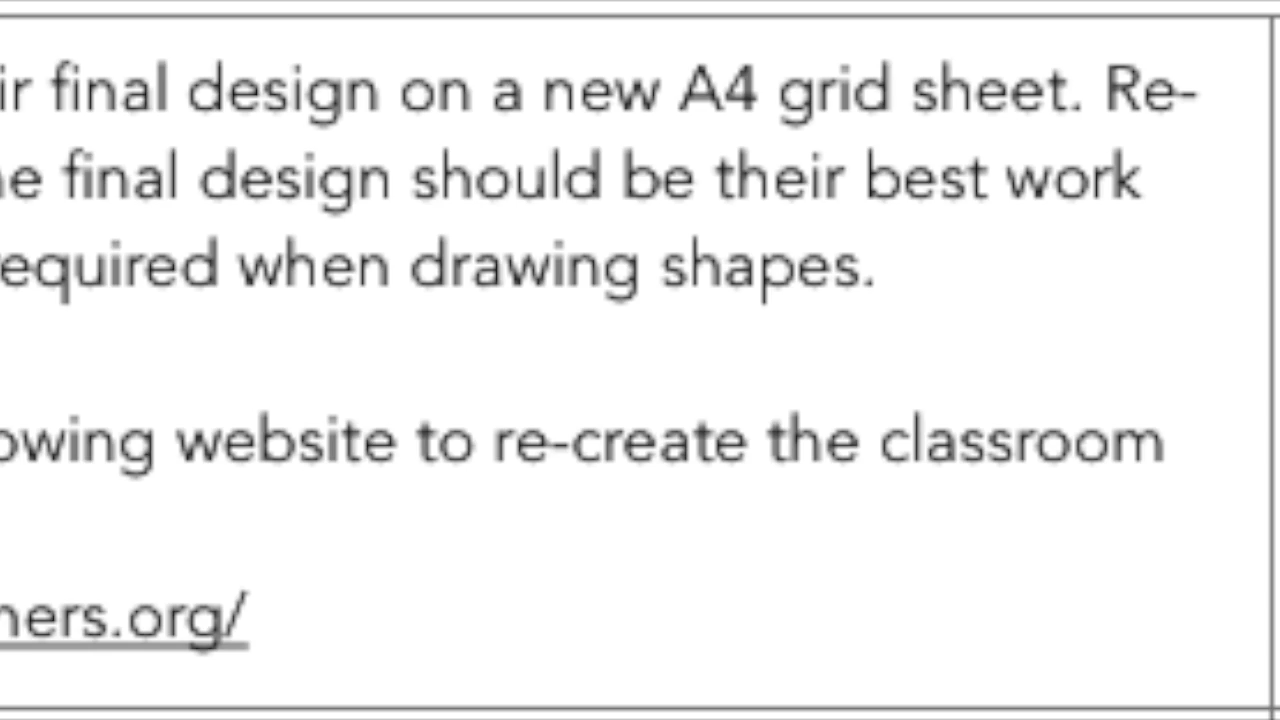 ir final design on a new A4 grid sheet. Re-
he final design should be their best work
required when drawing shapes.
owing website to re-create the classroom
ners.org/